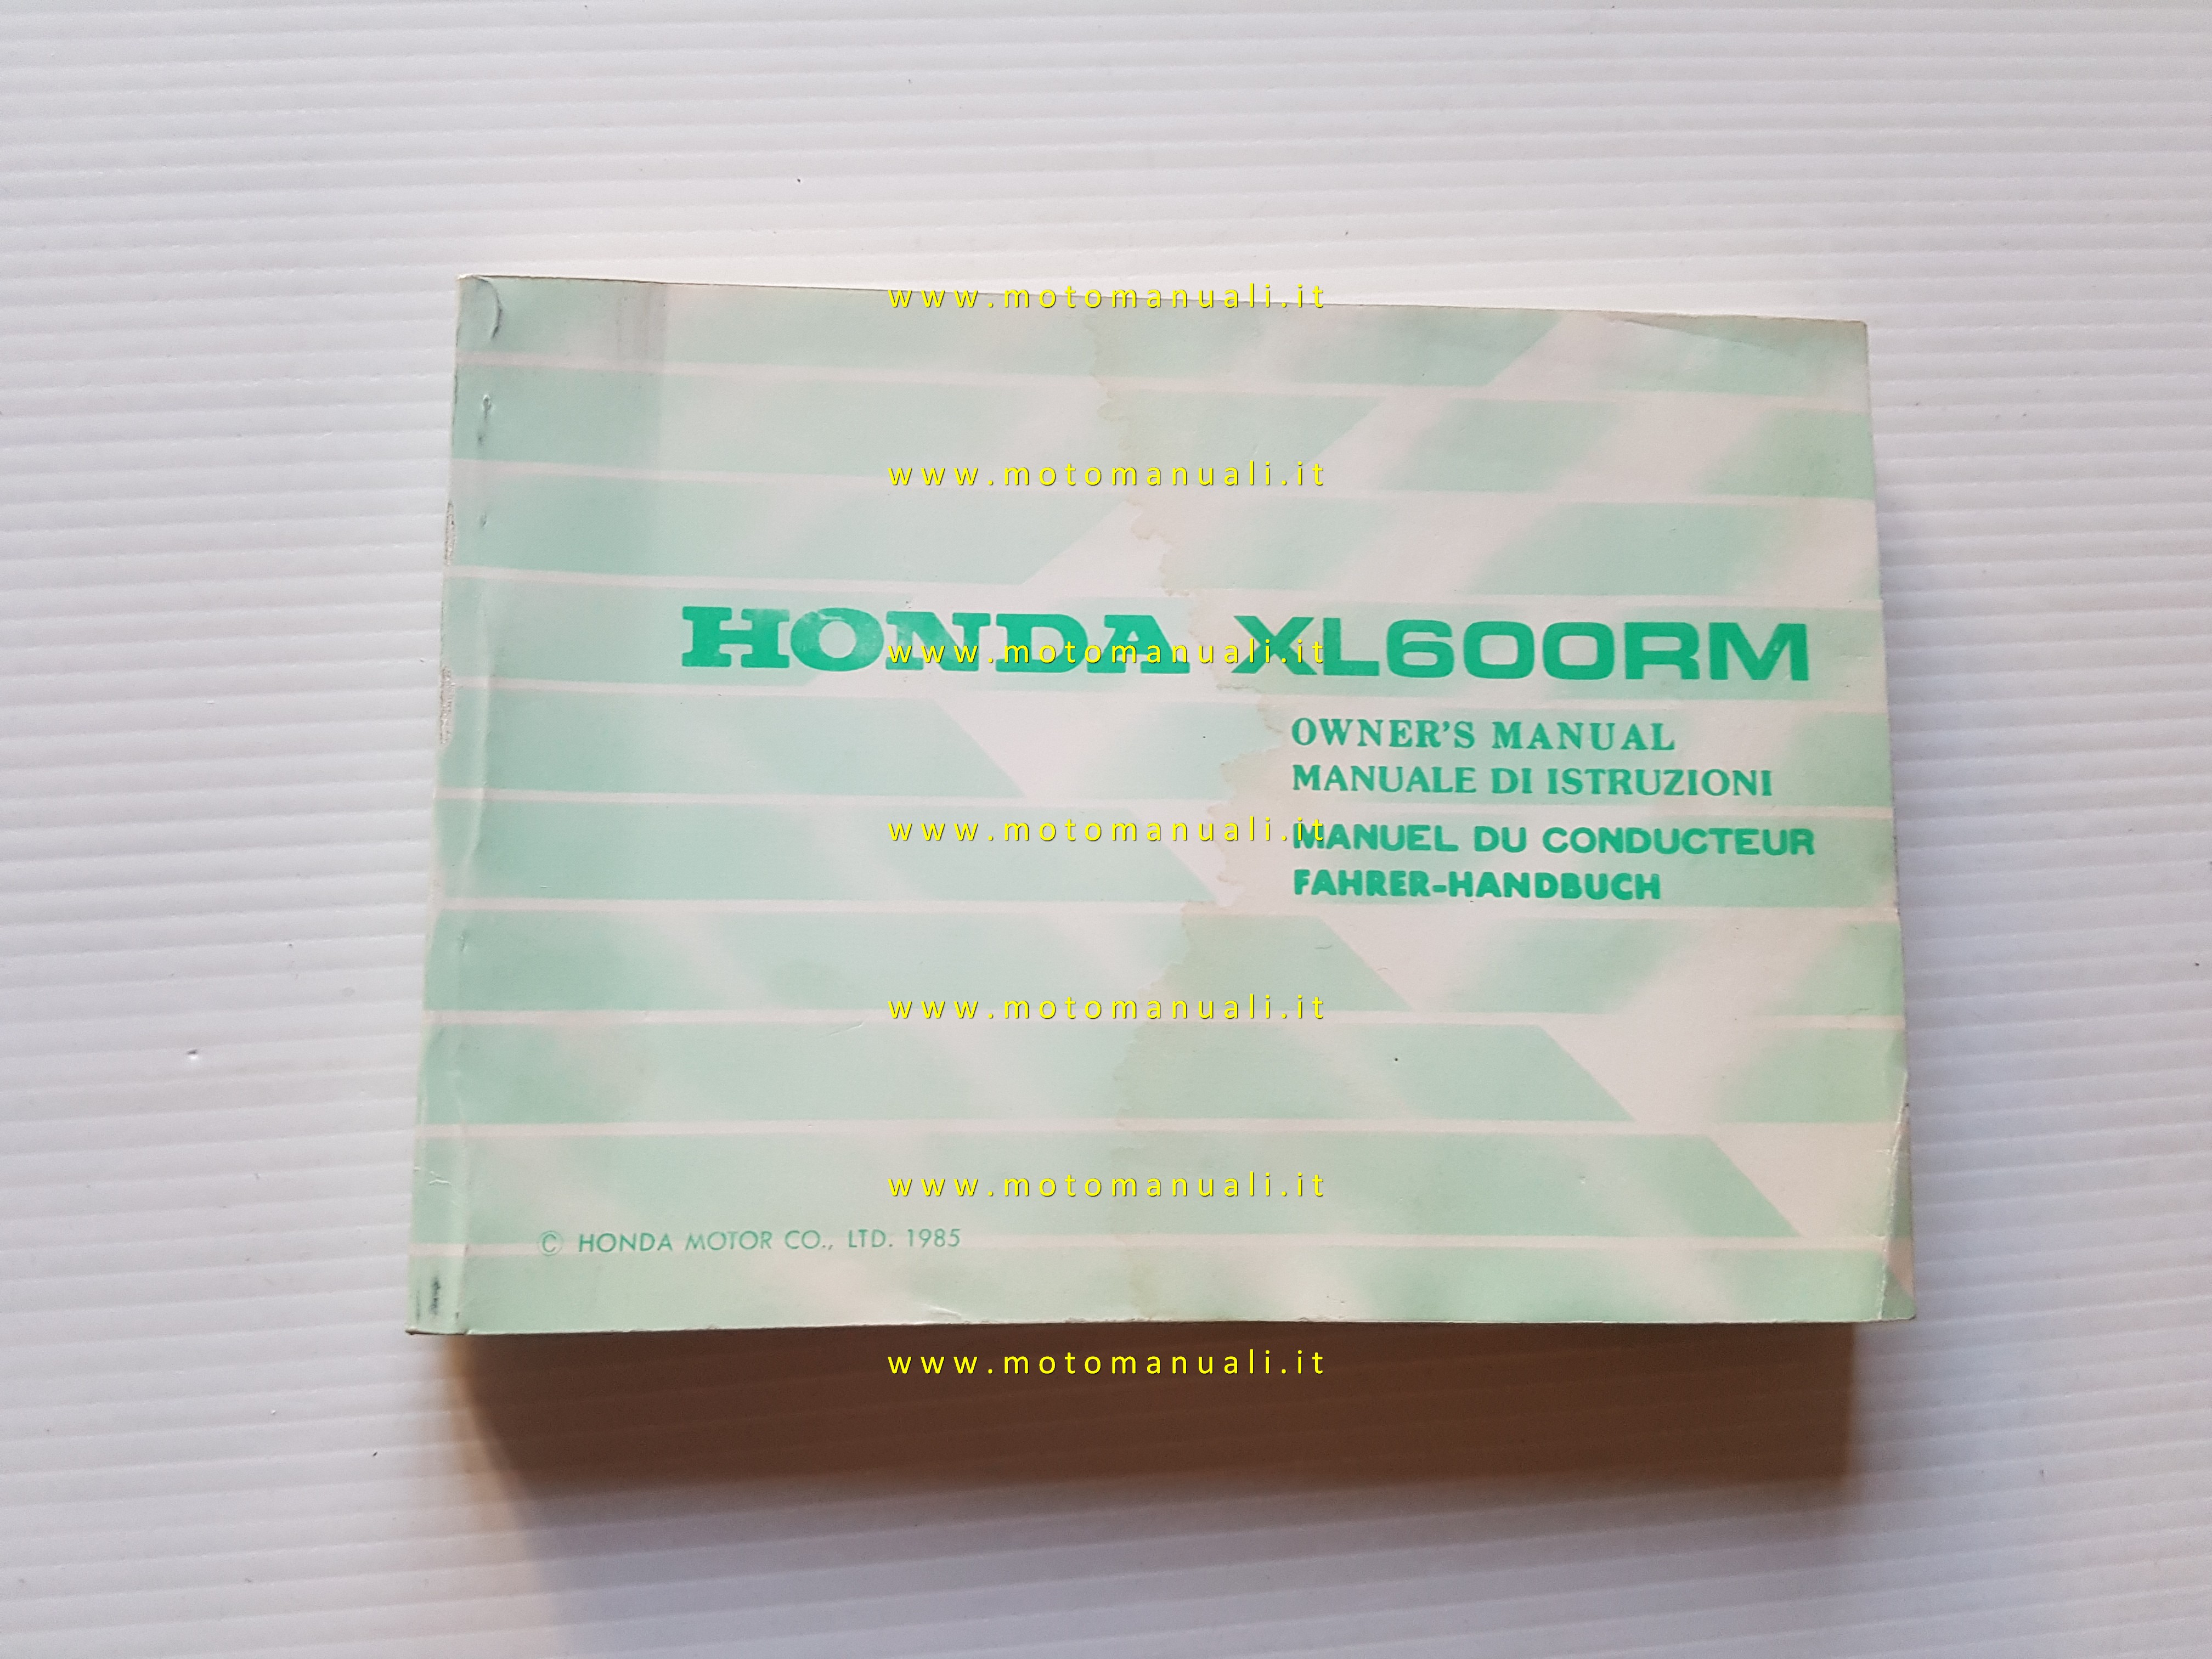 www.motomanuali.it
www.motomanuali.it
HONDA XL600RM
www.motomanuali.it
OWNER'S MANUAL
MANUALE DI ISTRUZIONI
www.motomanuali.it
MANUEL DU CONDUCTEUR
FAHRER-HANDBUCH
www.motomanuali.it
www.motomanuali.it
© HONDA MOTOR CO., LTD. 1985
www.motomanuali.it